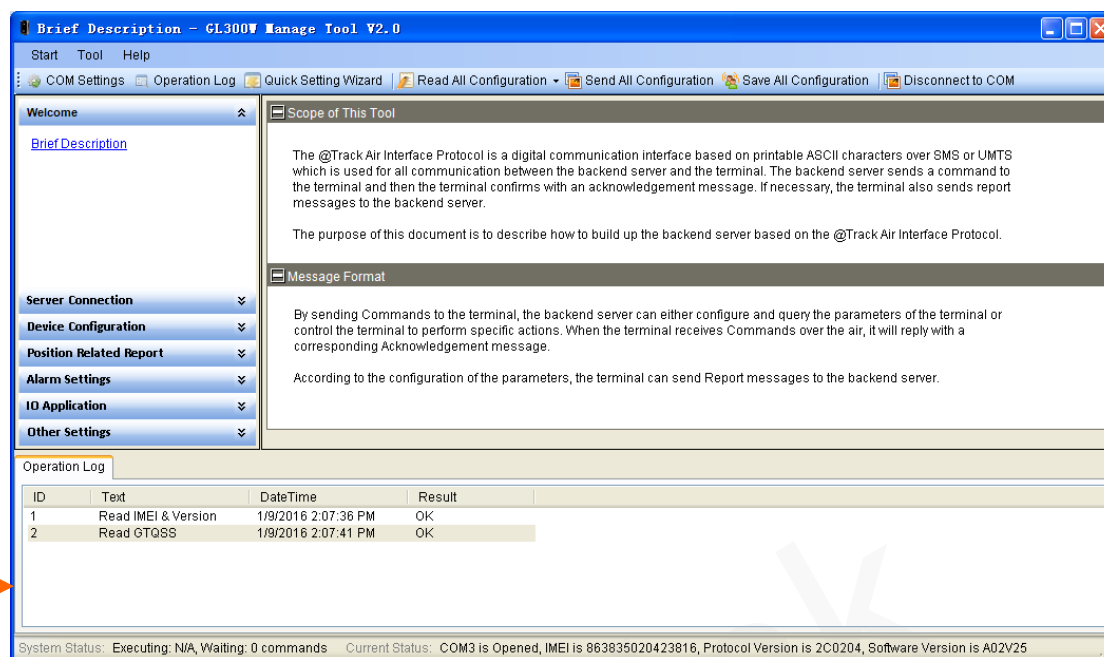 Brief Description - GL300W Manage Tool V2.0
Start Tool Help
COM Settings Operation Log Quick Setting Wizard Read All Configuration Send All Configuration Save All Configuration Disconnect to COM
Welcome
Brief Description
Server Connection
Device Configuration
Position Related Report
Alarm Settings
IO Application
Other Settings
Scope of This Tool
The @Track Air Interface Protocol is a digital communication interface based on printable ASCII characters over SMS or UMTS
which is used for all communication between the backend server and the terminal. The backend server sends a command to
the terminal and then the terminal confirms with an acknowledgement message. If necessary, the terminal also sends report
messages to the backend server.
The purpose of this document is to describe how to build up the backend server based on the @Track Air Interface Protocol.
Message Format
By sending Commands to the terminal, the backend server can either configure and query the parameters of the terminal or
control the terminal to perform specific actions. When the terminal receives Commands over the air, it will reply with a
corresponding Acknowledgement message.
According to the configuration of the parameters, the terminal can send Report messages to the backend server.
Operation Log
ID Text DateTime Result
1 Read IMEI & Version 1/9/2016 2:07:36 PM OK
2 Read GTQSS 1/9/2016 2:07:41 PM OK
System Status: Executing: N/A, Waiting: 0 commands Current Status: COM3 is Opened, IMEI is 863835020423816, Protocol Version is 2C0204, Software Version is A02V25